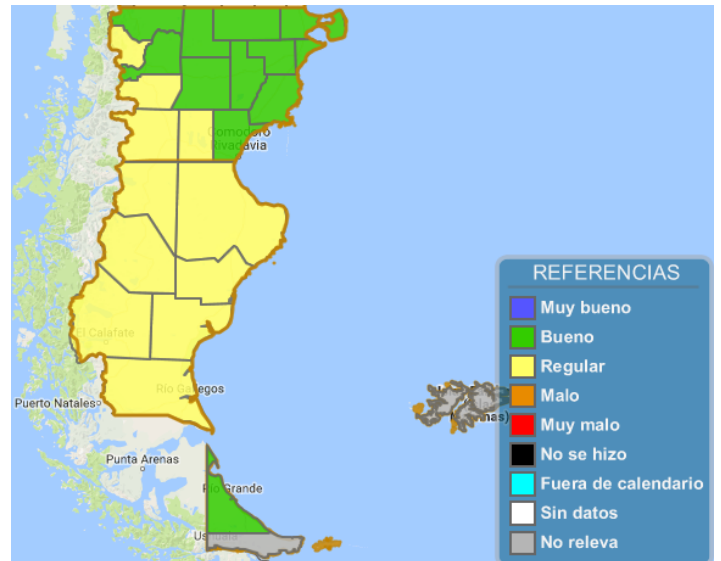 Comodoro
Rivadavia
El Calafate
Río Gallegos
Puerto Natales
Punta Arenas
Río Grande
Ushuaia
REFERENCIAS
Muy bueno
Bueno
Regular
Malo
Muy malo
No se hizo
Fuera de calendario
Sin datos
No releva